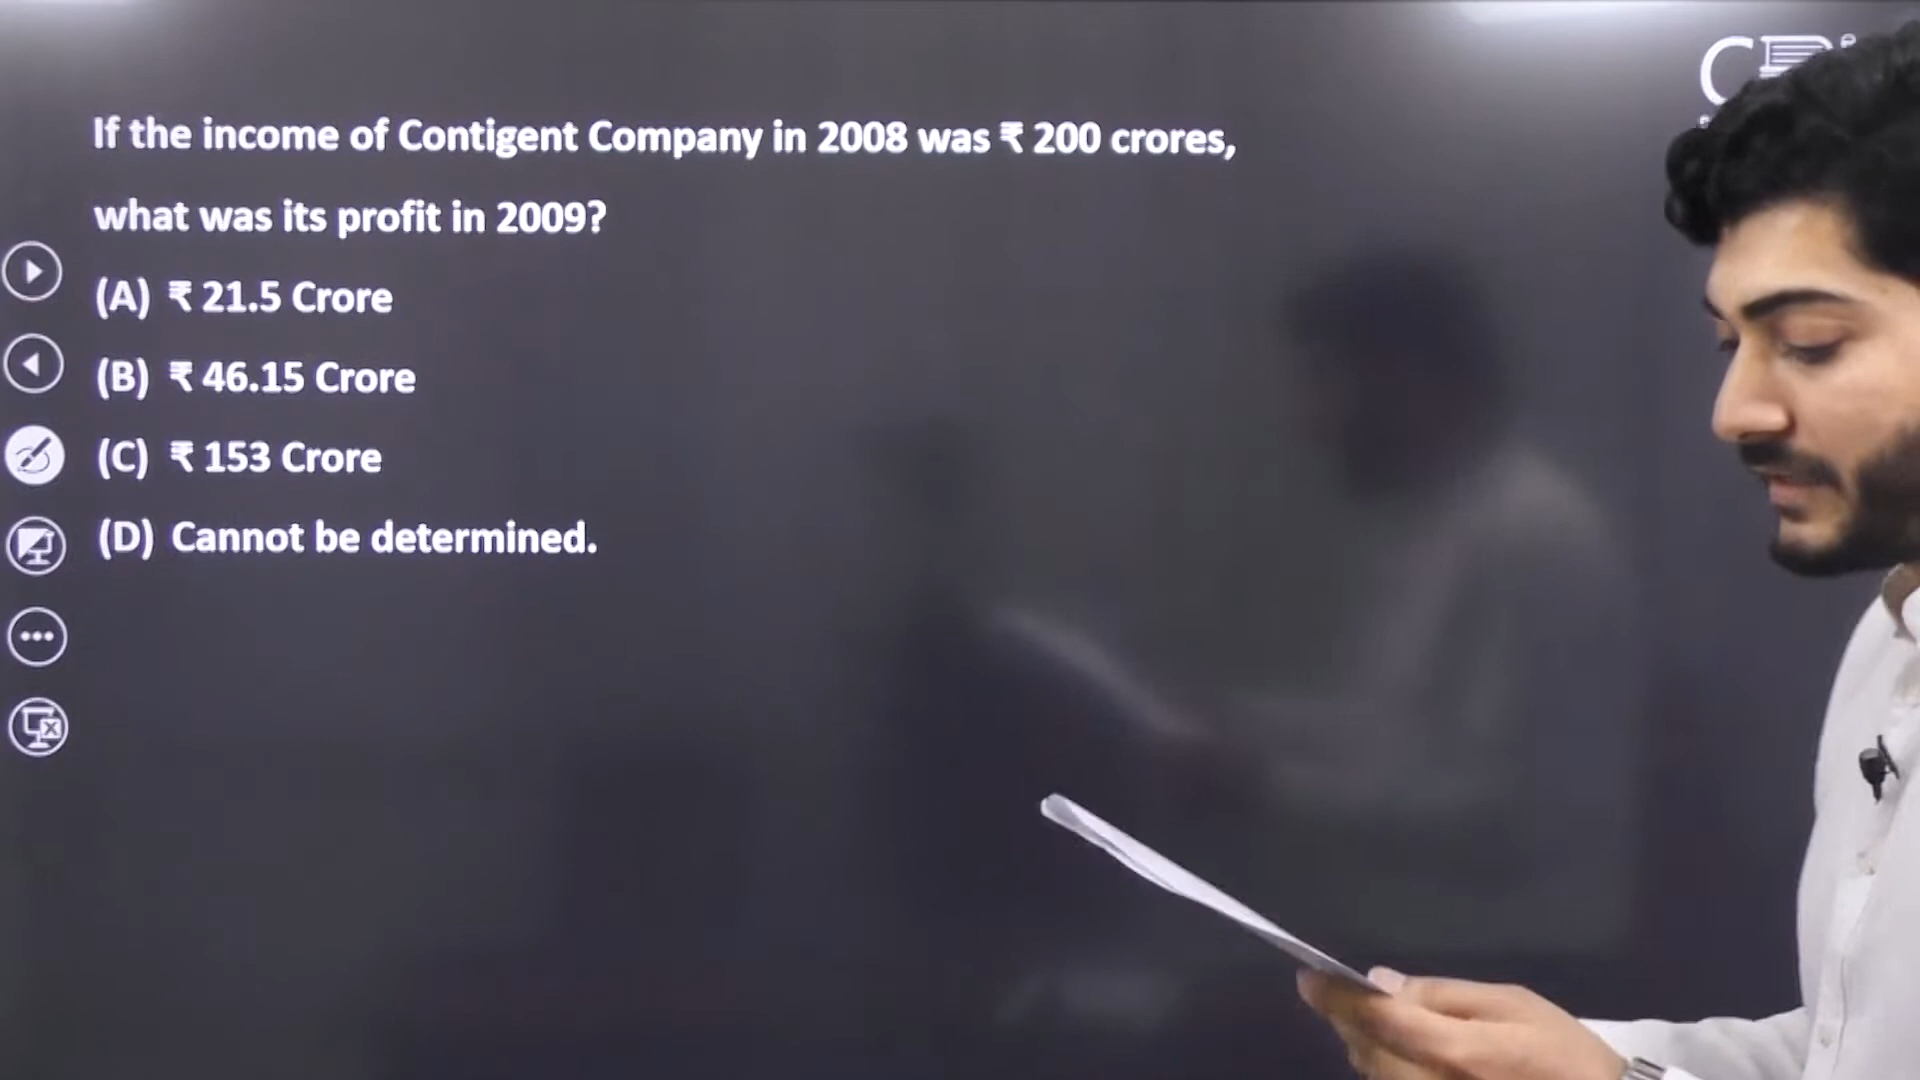 If the income of Contigent Company in 2008 was ₹ 200 crores,
what was its profit in 2009?
(A) ₹ 21.5 Crore
(B) ₹ 46.15 Crore
(C) ₹ 153 Crore
(D) Cannot be determined.